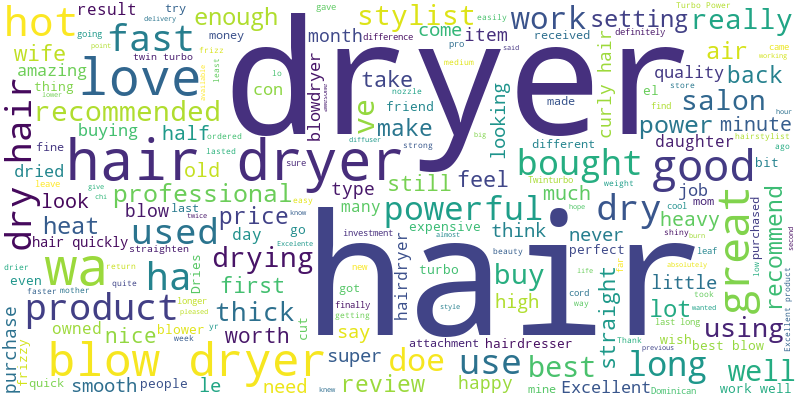 dryer
hair
hair dryer
blow dryer
love
hot
fast
stylist
work
setting
really
result
going
try
money
enough
month
come
item
received
definitely
Turbo Power
wife
amazing
thing
twin turbo
difference
air
quality
back
recommended
buying
half
ordered
con
blowdryer
take
friend
make
ve
looking
made
curly hair
el
find
store
salon
power
minute
hairstylist
dry hair
fine
dried
lasted
old
sure
strong
different
daughter
bit
ago
hour
look
professional
type
still
feel
bought
good
leave
give
chi
heat
blow
last
twice
price
many
powerful
much
dry
job
mom
cool
heavy
shiny
burn
leaf
hair quickly
straighten
used
day
go
know
expensive
think
never
perfect
wa
ha
drying
Dries
Excelente
investment
almost
beauty
hope
weight
Twinturbo
great
recommend
purchased
low
second
Excellent product
even
drier
return
faster
mother
quite
first
got
turbo
buy
hairdryer
cord
life
way
little
took
absolutely
product
longer
pleased
thick
finally
getting
new
high
lot
wanted
using
purchase
frizzy
owned
nice
blower
yr
week
worth
cut
say
style
attachment
hairdresser
straight
last long
Thank
previous
wish
best blow
quick
smooth
people
le
need
super
knew
doe
review
use
happy
best
mine
Excellent
long
Dominican
well
work well
gave
easily
pro
said
medium
nozzle
diffuser
big
frizz
least
delivery
point
lower
came
working
easy